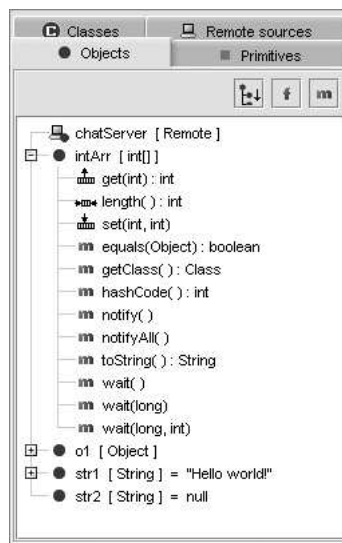 Classes Remote sources
Objects Primitives
f m
chatServer [ Remote ]
intArr [ int[] ]
get(int) : int
length( ) : int
set(int, int)
m equals(Object) : boolean
m getClass( ) : Class
m hashCode( ) : int
m notify( )
m notifyAll( )
m toString( ) : String
m wait( )
m wait(long)
m wait(long, int)
o1 [ Object ]
str1 [ String ] = "Hello world!"
str2 [ String ] = null